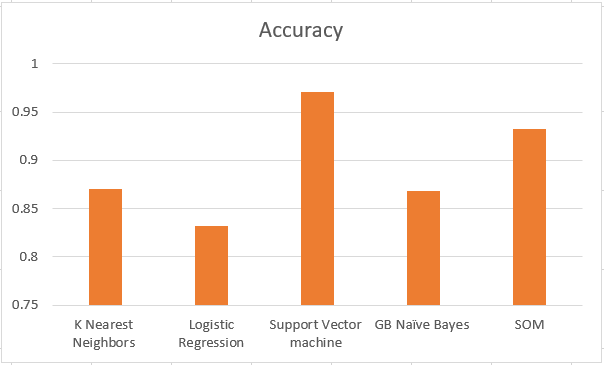 Accuracy
1
0.95
0.9
0.85
0.8
0.75
K Nearest
Neighbors
Logistic
Regression
Support Vector
machine
GB Naïve Bayes
SOM